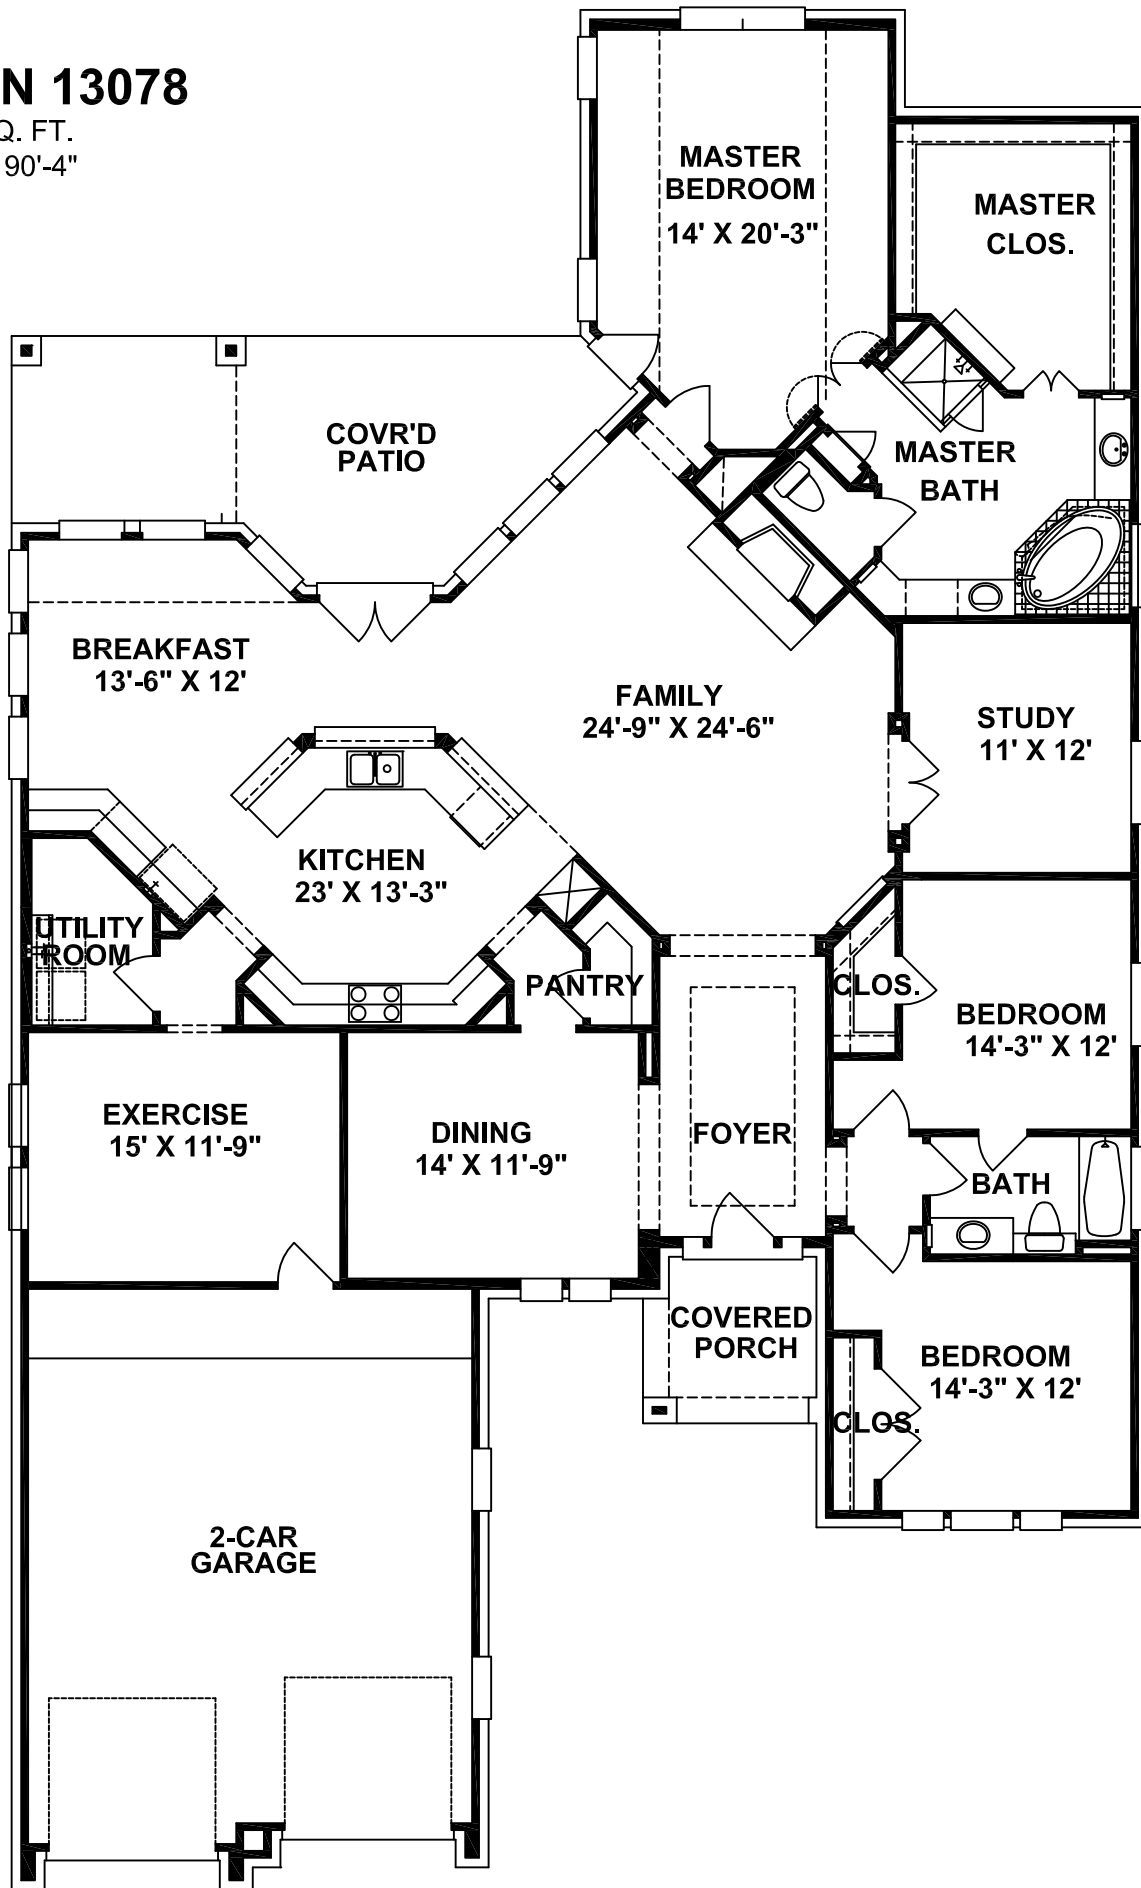 N 13078
Q. FT.
90'-4"
MASTER
BEDROOM
14' X 20'-3"
MASTER
CLOS.
COVR'D
PATIO
MASTER
BATH
BREAKFAST
13'-6" X 12'
FAMILY
24'-9" X 24'-6"
STUDY
11' X 12'
KITCHEN
23' X 13'-3"
UTILITY
ROOM
PANTRY
CLOS.
BEDROOM
14'-3" X 12'
EXERCISE
15' X 11'-9"
DINING
14' X 11'-9"
FOYER
BATH
COVERED
PORCH
BEDROOM
14'-3" X 12'
CLOS.
2-CAR
GARAGE